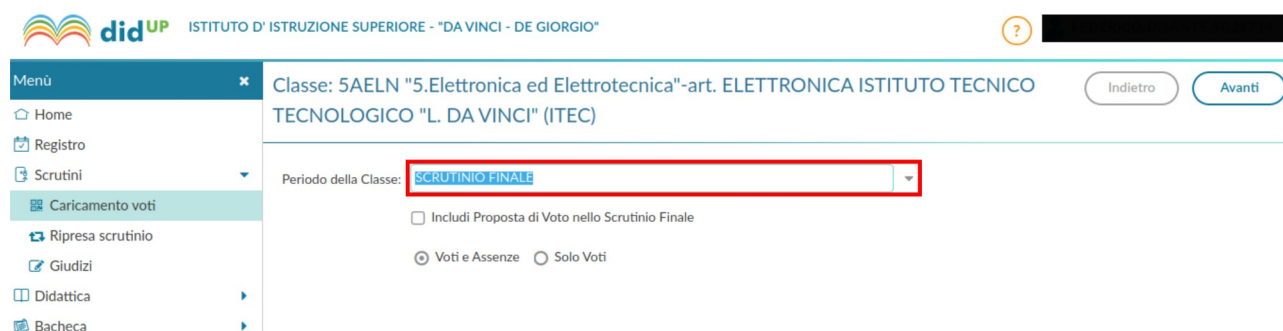 didUP
ISTITUTO D' ISTRUZIONE SUPERIORE - "DA VINCI - DE GIORGIO"
?
Menù
Home
Registro
Scrutini
Caricamento voti
Ripresa scrutinio
Giudizi
Didattica
Bacheca
Classe: 5AELN "5.Elettronica ed Elettrotecnica"-art. ELETTRONICA ISTITUTO TECNICO
TECNOLOGICO "L. DA VINCI" (ITEC)
Indietro
Avanti
Periodo della Classe: SCRUTINIO FINALE
Includi Proposta di Voto nello Scrutinio Finale
Voti e Assenze Solo Voti